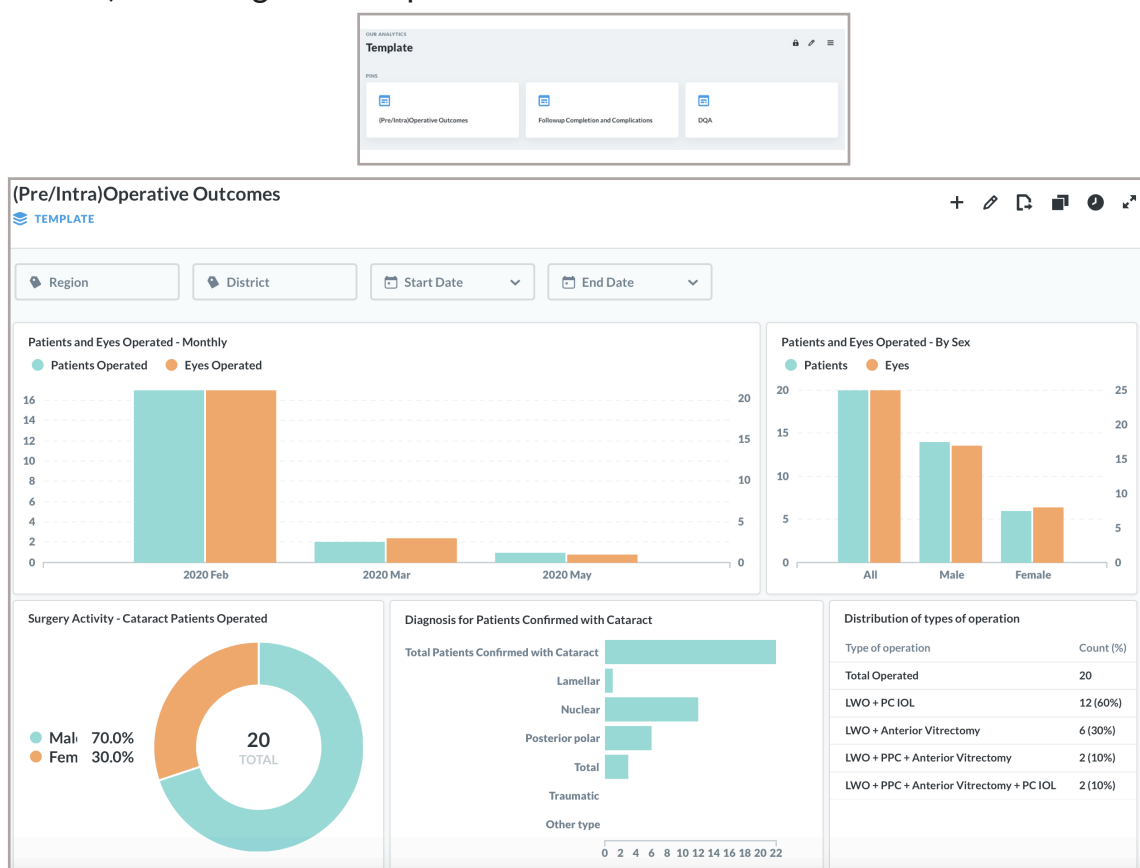 OUR ANALYTICS
Template
PINS
(Pre/Intra)Operative Outcomes
Followup Completion and Complications
DQA
(Pre/Intra)Operative Outcomes
TEMPLATE
Region
District
Start Date
End Date
Patients and Eyes Operated - Monthly
Patients Operated
Eyes Operated
16
14
12
10
8
6
4
2
0
20
15
10
5
0
2020 Feb
2020 Mar
2020 May
Patients and Eyes Operated - By Sex
Patients
Eyes
20
15
10
5
0
25
20
15
10
5
0
All
Male
Female
Surgery Activity - Cataract Patients Operated
Mal 70.0%
Fem 30.0%
20
TOTAL
Diagnosis for Patients Confirmed with Cataract
Total Patients Confirmed with Cataract
Lamellar
Nuclear
Posterior polar
Total
Traumatic
Other type
0 2 4 6 8 10 12 14 16 18 20 22
Distribution of types of operation
Type of operation Count (%)
Total Operated 20
LWO + PC IOL 12 (60%)
LWO + Anterior Vitrectomy 6 (30%)
LWO + PPC + Anterior Vitrectomy 2 (10%)
LWO + PPC + Anterior Vitrectomy + PC IOL 2 (10%)